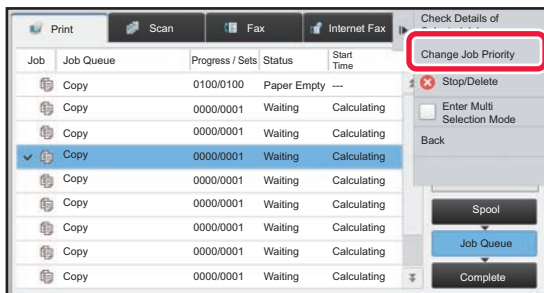 Print
Scan
Fax
Internet Fax
Check Details of
Change Job Priority
Stop/Delete
Enter Multi
Selection Mode
Back
Job Job Queue Progress / Sets Status Start
Time
Copy 0100/0100 Paper Empty ---
Copy 0000/0001 Waiting Calculating
Copy 0000/0001 Waiting Calculating
Copy 0000/0001 Waiting Calculating
Copy 0000/0001 Waiting Calculating
Copy 0000/0001 Waiting Calculating
Copy 0000/0001 Waiting Calculating
Copy 0000/0001 Waiting Calculating
Copy 0000/0001 Waiting Calculating
Spool
Job Queue
Complete